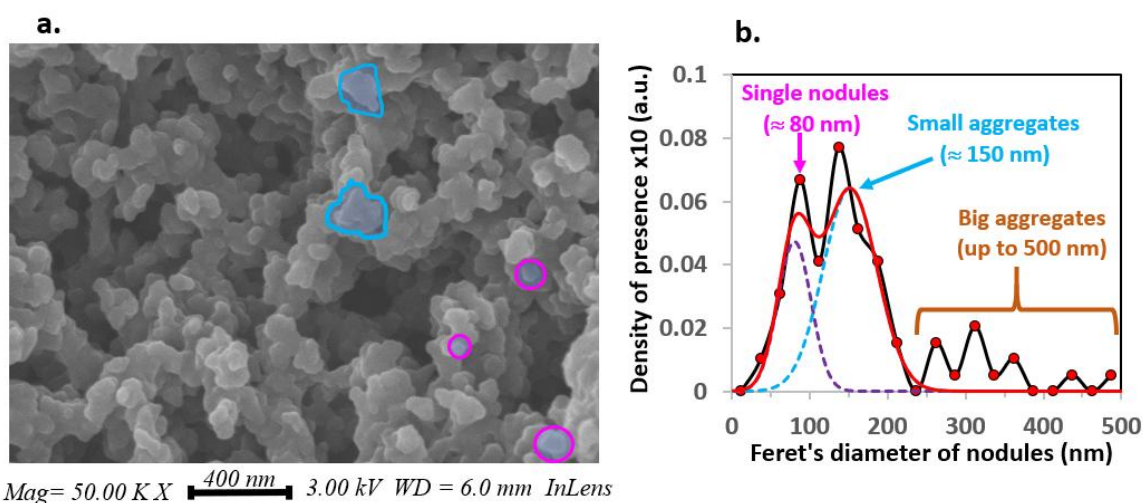 a.
Mag= 50.00 K X 400 nm 3.00 kV WD = 6.0 mm InLens
b.
Density of presence x10 (a.u.)
0.1
0.08
0.06
0.04
0.02
0
Single nodules
(≈ 80 nm)
Small aggregates
(≈ 150 nm)
Big aggregates
(up to 500 nm)
0 100 200 300 400 500
Feret's diameter of nodules (nm)